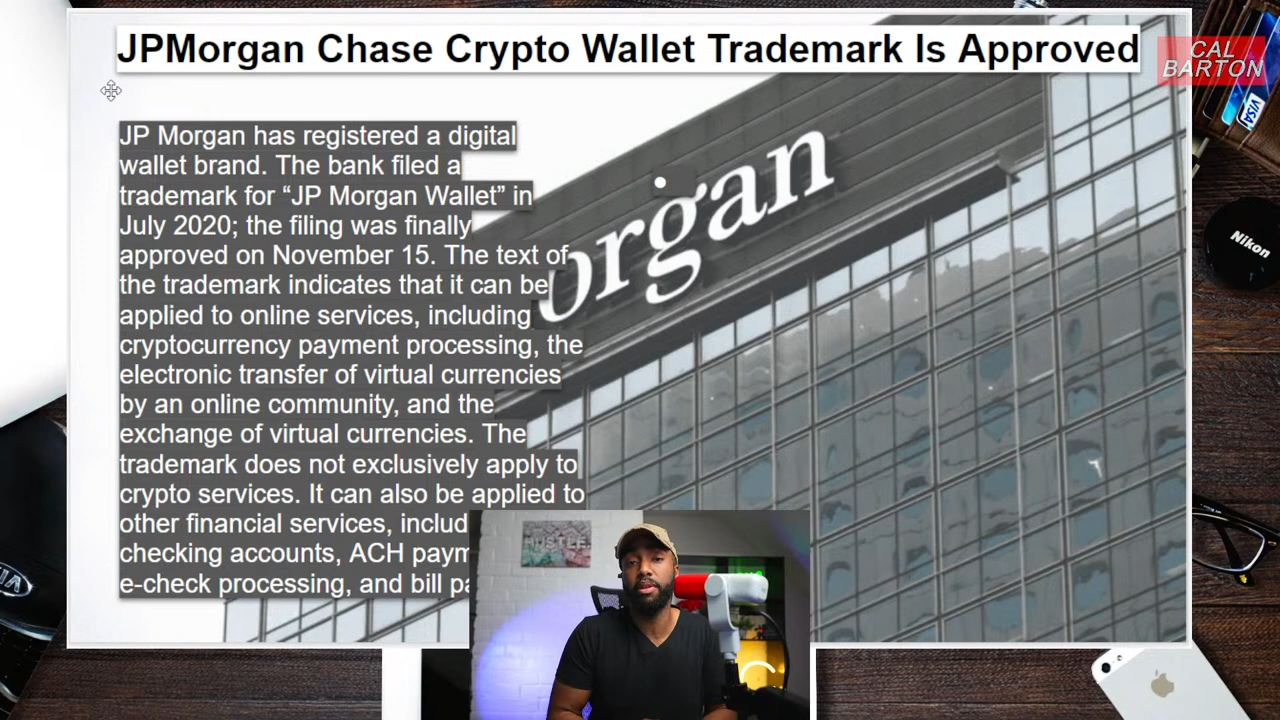 JPMorgan Chase Crypto Wallet Trademark Is Approved
CAL
BARTON
JP Morgan has registered a digital
wallet brand. The bank filed a
trademark for “JP Morgan Wallet” in
July 2020; the filing was finally
approved on November 15. The text of
the trademark indicates that it can be
applied to online services, including
cryptocurrency payment processing, the
electronic transfer of virtual currencies
by an online community, and the
exchange of virtual currencies. The
trademark does not exclusively apply to
crypto services. It can also be applied to
other financial services, includ
checking accounts, ACH paym
e-check processing, and bill pa
organ
VISA
Nikon
KIA
HUSTLE